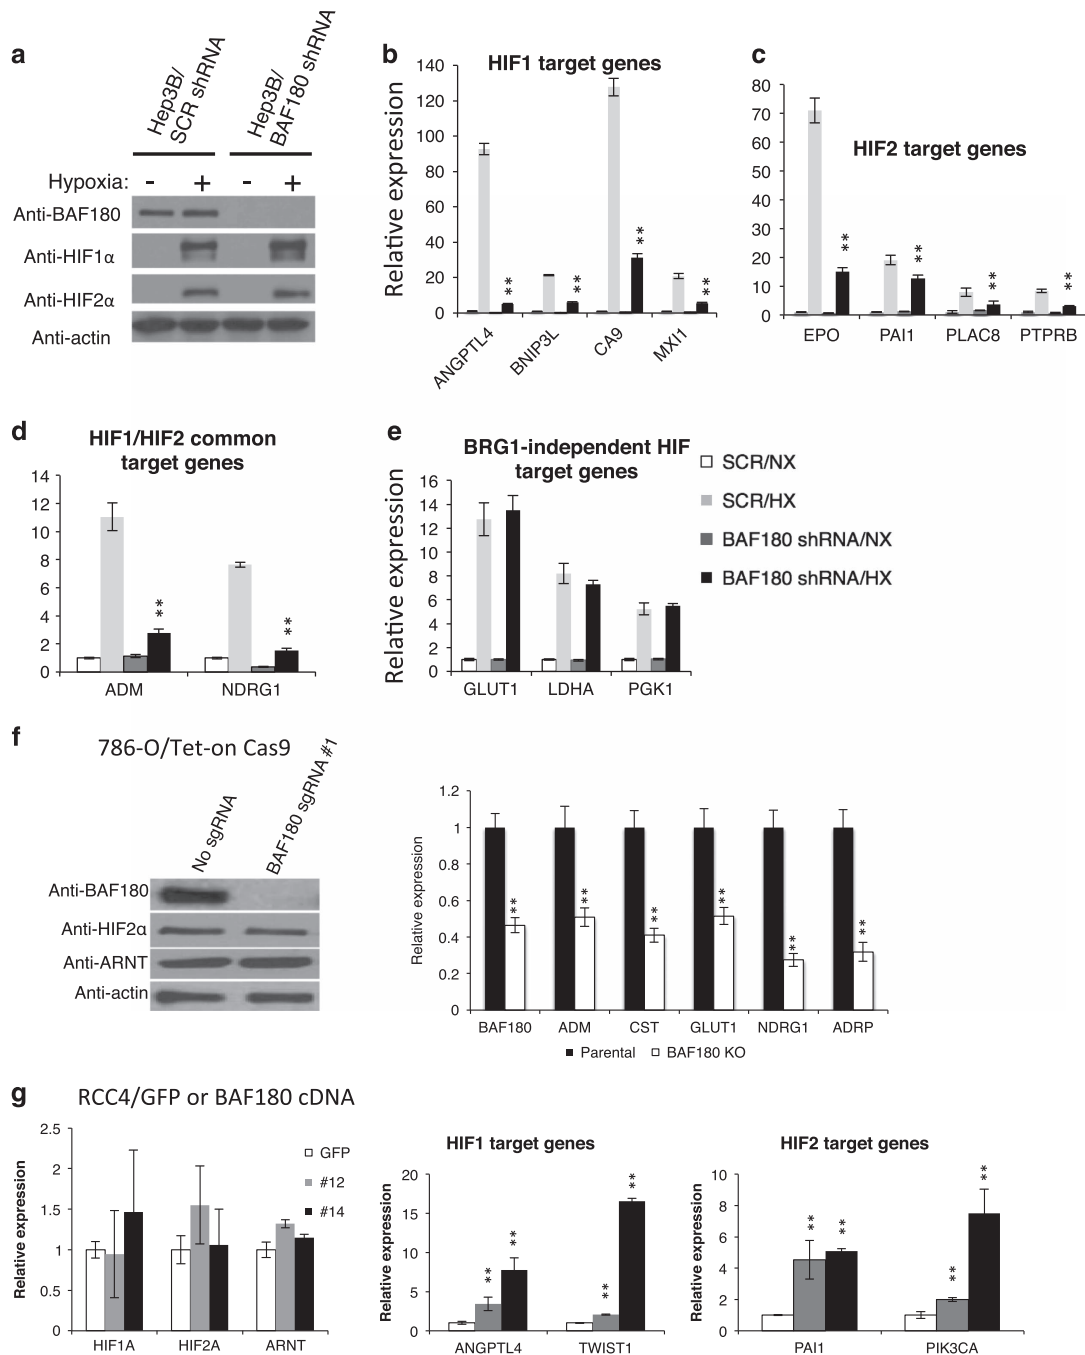 a
Hep3B/
SCR shRNA
Hep3B/
BAF180 shRNA
Hypoxia: - + - +
Anti-BAF180
Anti-HIF1α
Anti-HIF2α
Anti-actin
b
HIF1 target genes
Relative expression
140
120
100
80
60
40
20
0
**
**
**
**
ANGPTL4
BNIP3L
CA9
MXI1
c
HIF2 target genes
80
70
60
50
40
30
20
10
0
**
**
**
**
EPO
PAI1
PLAC8
PTPRB
d
HIF1/HIF2 common
target genes
14
12
10
8
6
4
2
0
**
**
ADM
NDRG1
e
BRG1-independent HIF
target genes
Relative expression
16
14
12
10
8
6
4
2
0
GLUT1
LDHA
PGK1
SCR/NX
SCR/HX
BAF180 shRNA/NX
BAF180 shRNA/HX
f
786-O/Tet-on Cas9
No sgRNA
BAF180 sgRNA #1
Anti-BAF180
Anti-HIF2α
Anti-ARNT
Anti-actin
Relative expression
1.2
1
0.8
0.6
0.4
0.2
0
**
**
**
**
**
**
BAF180
ADM
CST
GLUT1
NDRG1
ADRP
Parental
BAF180 KO
g
RCC4/GFP or BAF180 cDNA
Relative expression
2.5
2
1.5
1
0.5
0
GFP
#12
#14
HIF1A
HIF2A
ARNT
HIF1 target genes
Relative expression
20
15
10
5
0
**
**
**
**
ANGPTL4
TWIST1
HIF2 target genes
Relative expression
10
8
6
4
2
0
**
**
**
**
PAI1
PIK3CA